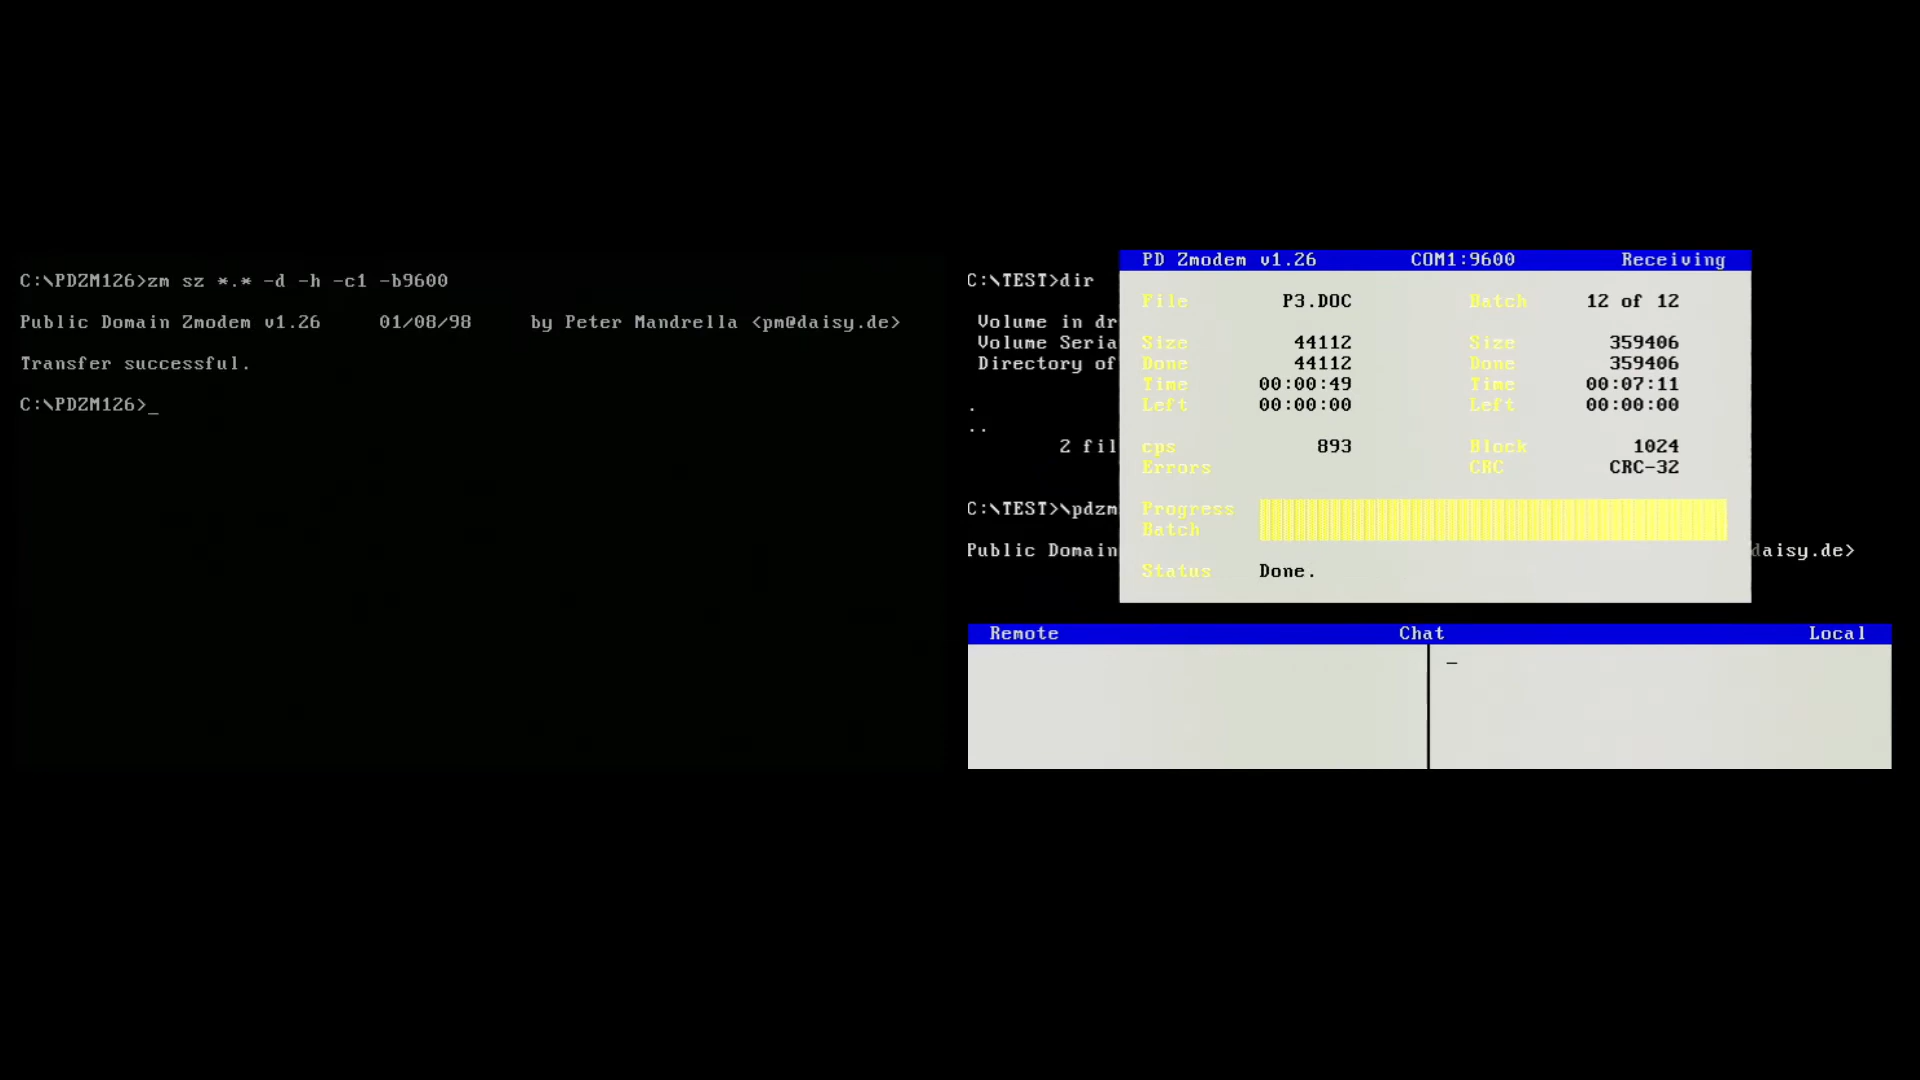 C:\PDZM126>zm sz *.* -d -h -c1 -b9600
Public Domain Zmodem v1.26 01/08/98 by Peter Mandrella <pm@daisy.de>
Transfer successful.
C:\PDZM126>_
C:\TEST>dir
Volume in dr
Volume Seria
Directory of
.
..
2 fil
C:\TEST>\pdzm
Public Domain
daisy.de>
PD Zmodem v1.26 COM1:9600 Receiving
File P3.DOC Batch 12 of 12
Size 44112 Size 359406
Done 44112 Done 359406
Time 00:00:49 Time 00:07:11
Left 00:00:00 Left 00:00:00
cps 893 Block 1024
Errors CRC CRC-32
Progress
Batch
Status Done.
Remote Chat Local
_